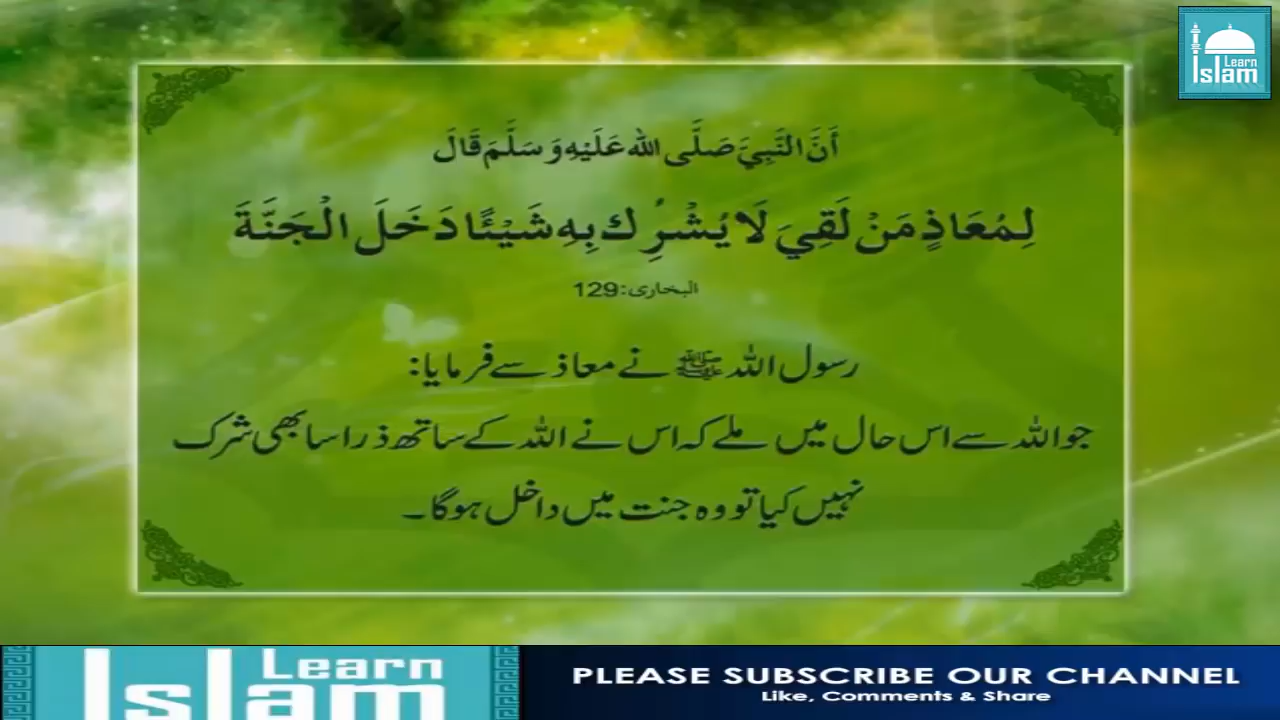 Learn
Islam
أَنَّ النَّبِيَّ صَلَّى الله عَلَيْهِ وَسَلَّمَ قَالَ
لِمُعَاذٍ مَنْ لَقِيَ لَا يُشْرِك بِهِ شَيْئًا دَخَلَ الْجَنَّةَ
البخاری:129
رسول اللہ ﷺ نے معاذ سے فرمایا:
جو اللہ سے اس حال میں ملے کہ اس نے اللہ کے ساتھ ذرا سا بھی شرک
نہیں کیا تو وہ جنت میں داخل ہوگا۔
Learn
Islam
PLEASE SUBSCRIBE OUR CHANNEL
Like, Comments & Share